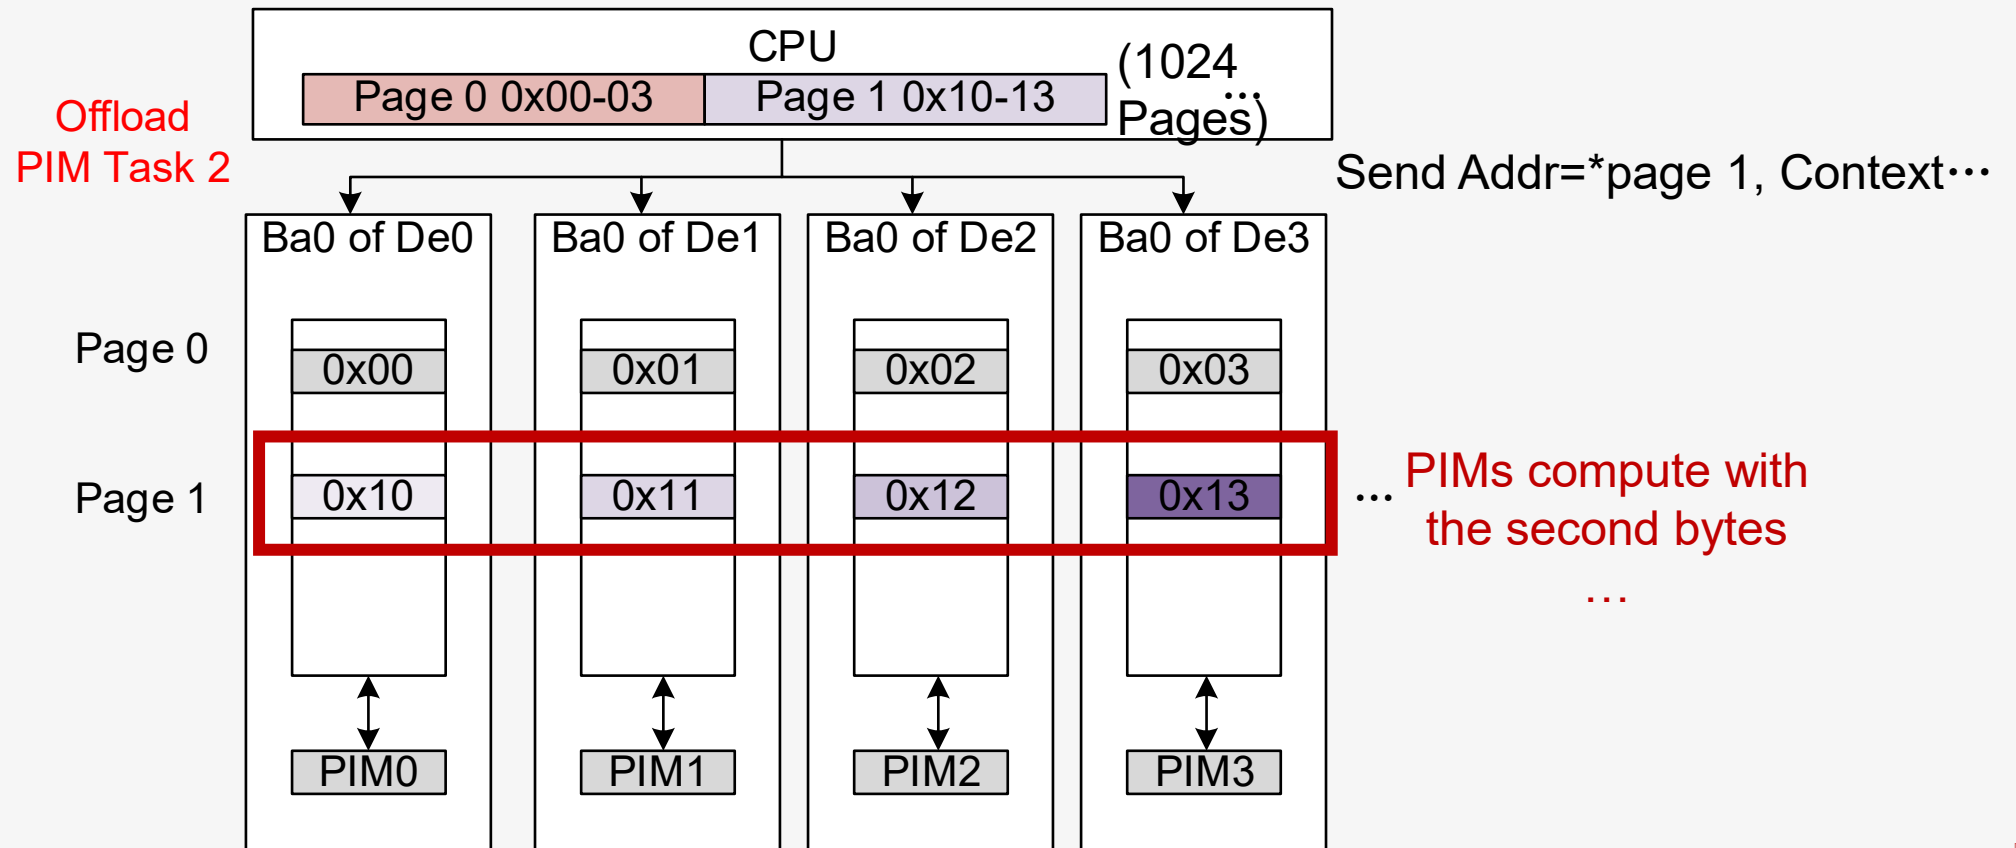 CPU
Page 0 0x00-03
Page 1 0x10-13
(1024
...
Pages)
Offload
PIM Task 2
Send Addr=*page 1, Context...
Ba0 of De0
Ba0 of De1
Ba0 of De2
Ba0 of De3
Page 0
0x00
0x01
0x02
0x03
Page 1
0x10
0x11
0x12
0x13
...
PIMs compute with
the second bytes
...
PIM0
PIM1
PIM2
PIM3